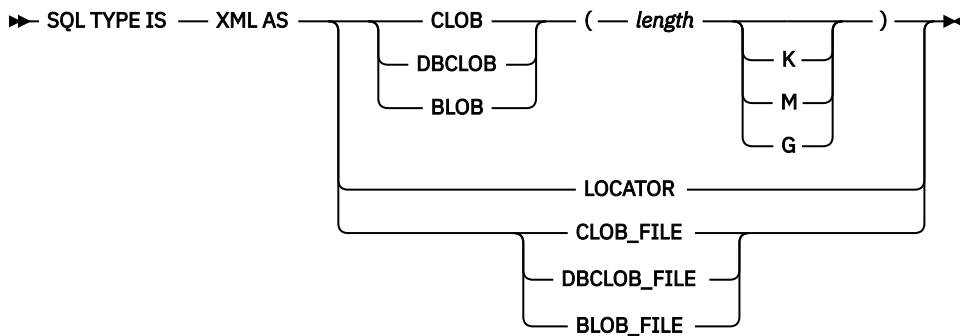 SQL TYPE IS XML AS CLOB ( length )
DBCLOB K
BLOB M
G
LOCATOR
CLOB_FILE
DBCLOB_FILE
BLOB_FILE